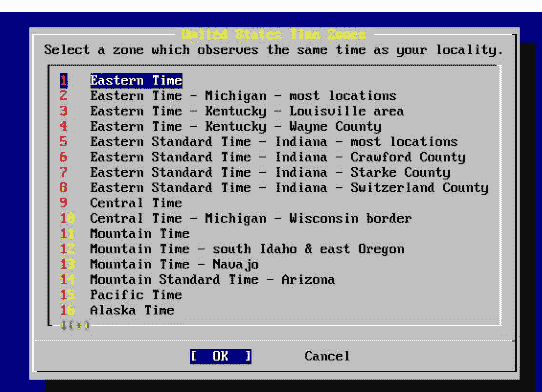 United States Time Zones
Select a zone which observes the same time as your locality.
1 Eastern Time
2 Eastern Time - Michigan - most locations
3 Eastern Time - Kentucky - Louisville area
4 Eastern Time - Kentucky - Wayne County
5 Eastern Standard Time - Indiana - most locations
6 Eastern Standard Time - Indiana - Crawford County
7 Eastern Standard Time - Indiana - Starke County
8 Eastern Standard Time - Indiana - Switzerland County
9 Central Time
10 Central Time - Michigan - Wisconsin border
11 Mountain Time
12 Mountain Time - south Idaho & east Oregon
13 Mountain Time - Navajo
14 Mountain Standard Time - Arizona
15 Pacific Time
16 Alaska Time
↓(+)
[ OK ] Cancel